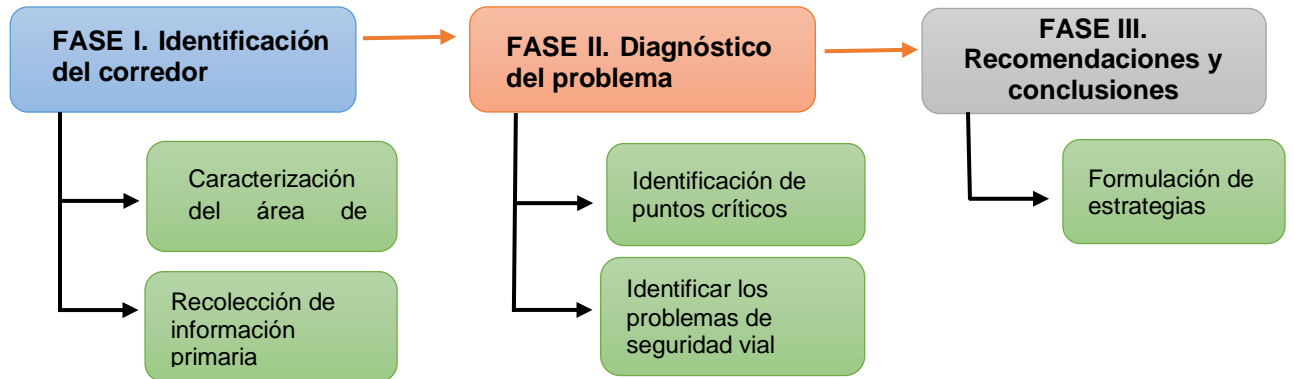 FASE I. Identificación
del corredor
FASE II. Diagnóstico
del problema
FASE III.
Recomendaciones y
conclusiones
Caracterización
del área de
Recolección de
información
primaria
Identificación de
puntos críticos
Identificar los
problemas de
seguridad vial
Formulación de
estrategias